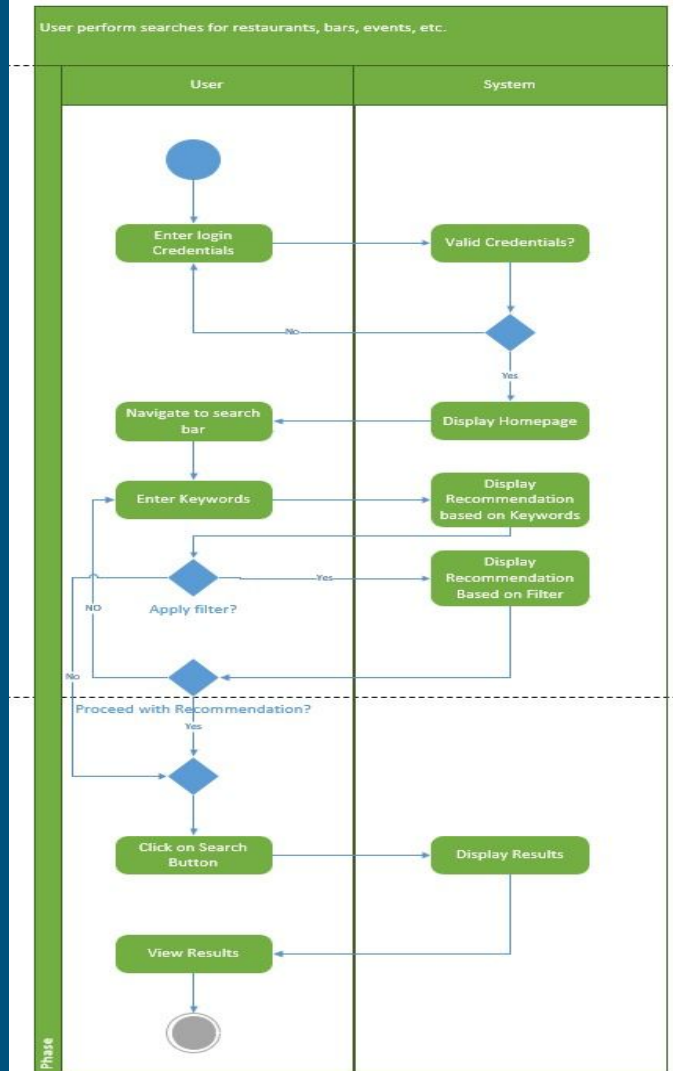 User perform searches for restaurants, bars, events, etc.
User
System
Enter login
Credentials
Valid Credentials?
No
Yes
Navigate to search
bar
Display Homepage
Enter Keywords
Display
Recommendation
based on Keywords
Display
Recommendation
Based on Filter
Yes
Apply filter?
NO
No
Proceed with Recommendation?
Yes
Click on Search
Button
Display Results
View Results
Phase